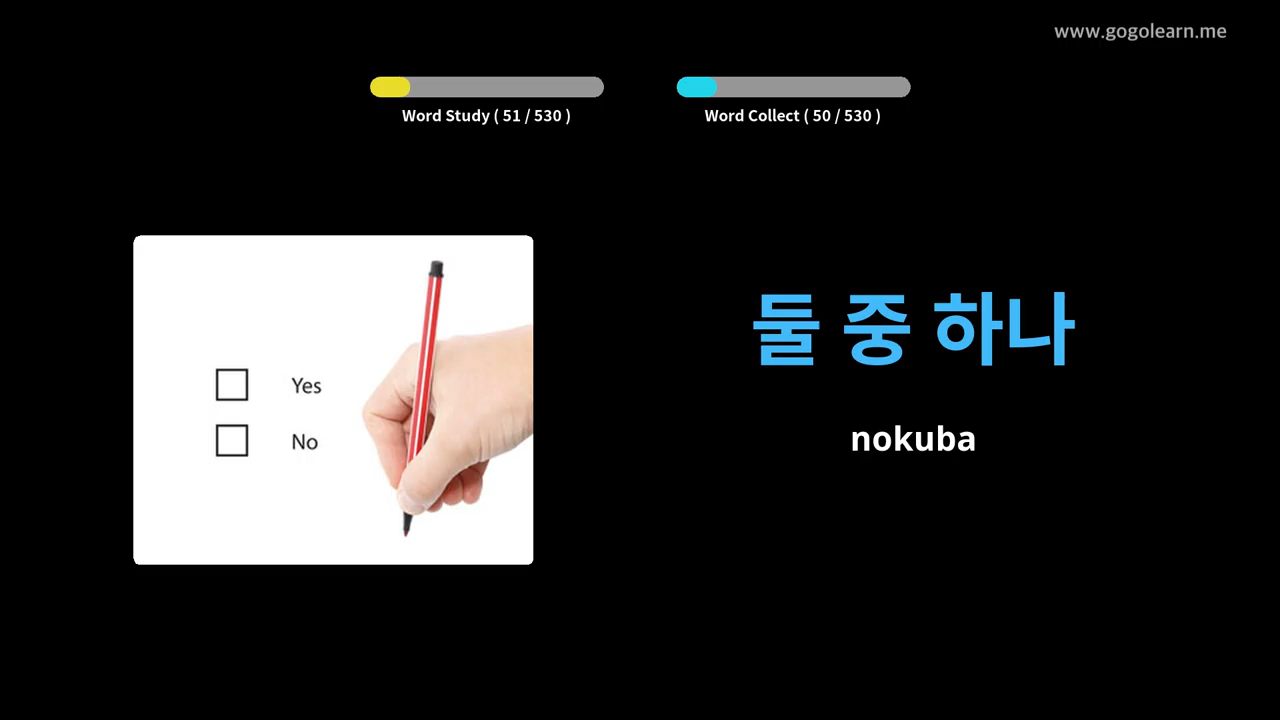 www.gogolearn.me
Word Study ( 51 / 530 )
Word Collect ( 50 / 530 )
Yes
No
둘 중 하나
nokuba